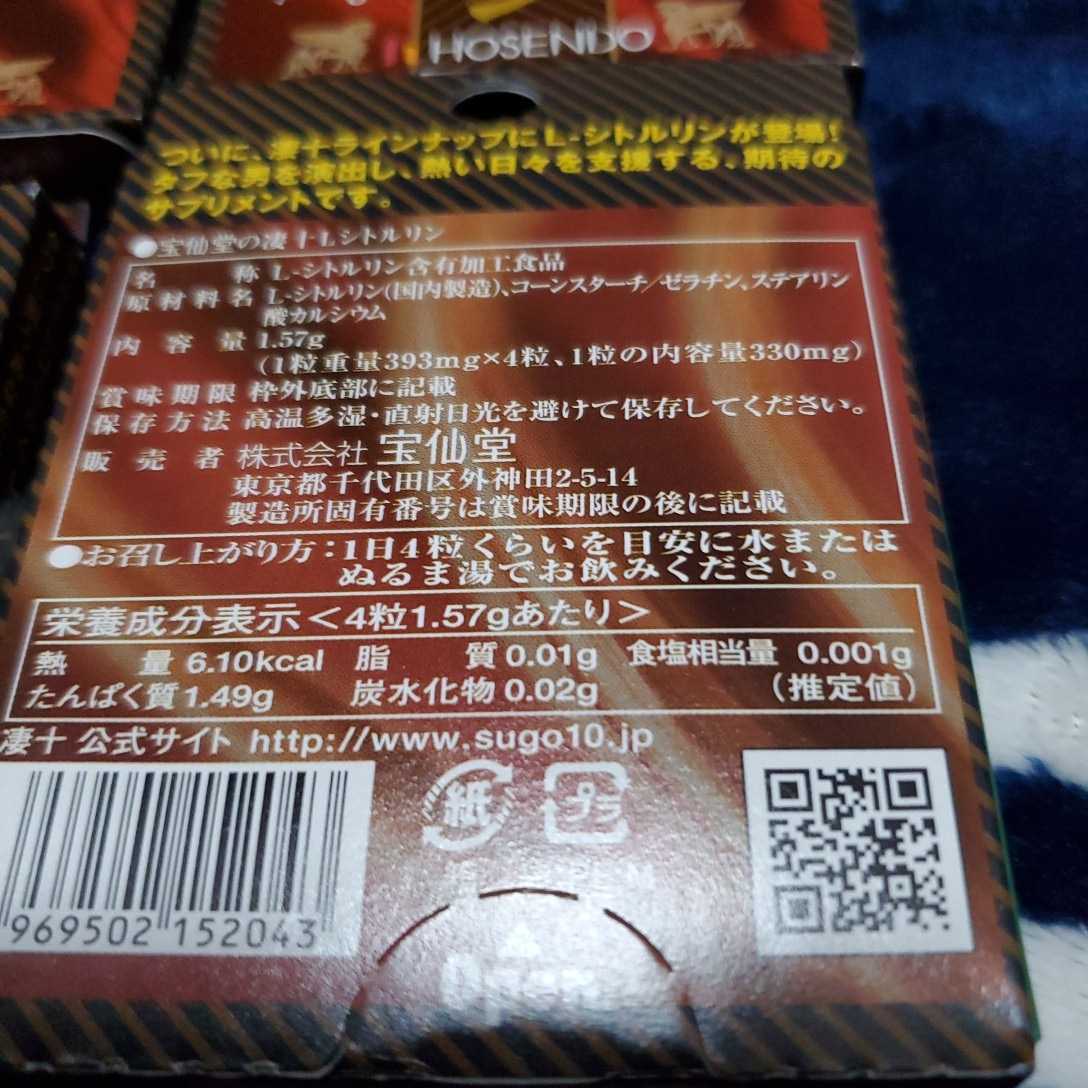 HOSENDO
ついに、凄十ラインナップにL-シトルリンが登場!
タフな男を演出し、熱い日々を支援する、期待の
サプリメントです。
●宝仙堂の凄十Lシトルリン
名称 L-シトルリン含有加工食品
原材料名 L-シトルリン(国内製造)、コーンスターチ/ゼラチン、ステアリン
酸カルシウム
内容量 1.57g
(1粒重量393mg×4粒、1粒の内容量330mg)
賞味期限 枠外底部に記載
保存方法 高温多湿・直射日光を避けて保存してください。
販売者 株式会社 宝仙堂
東京都千代田区外神田2-5-14
製造所固有番号は賞味期限の後に記載
●お召し上がり方:1日4粒くらいを目安に水または
ぬるま湯でお飲みください。
栄養成分表示<4粒1.57gあたり>
熱量 6.10kcal 脂質 0.01g 食塩相当量 0.001g
たんぱく質 1.49g 炭水化物 0.02g (推定値)
凄十 公式サイト http://www.sugo10.jp
紙 プラ
969502 152043
Open